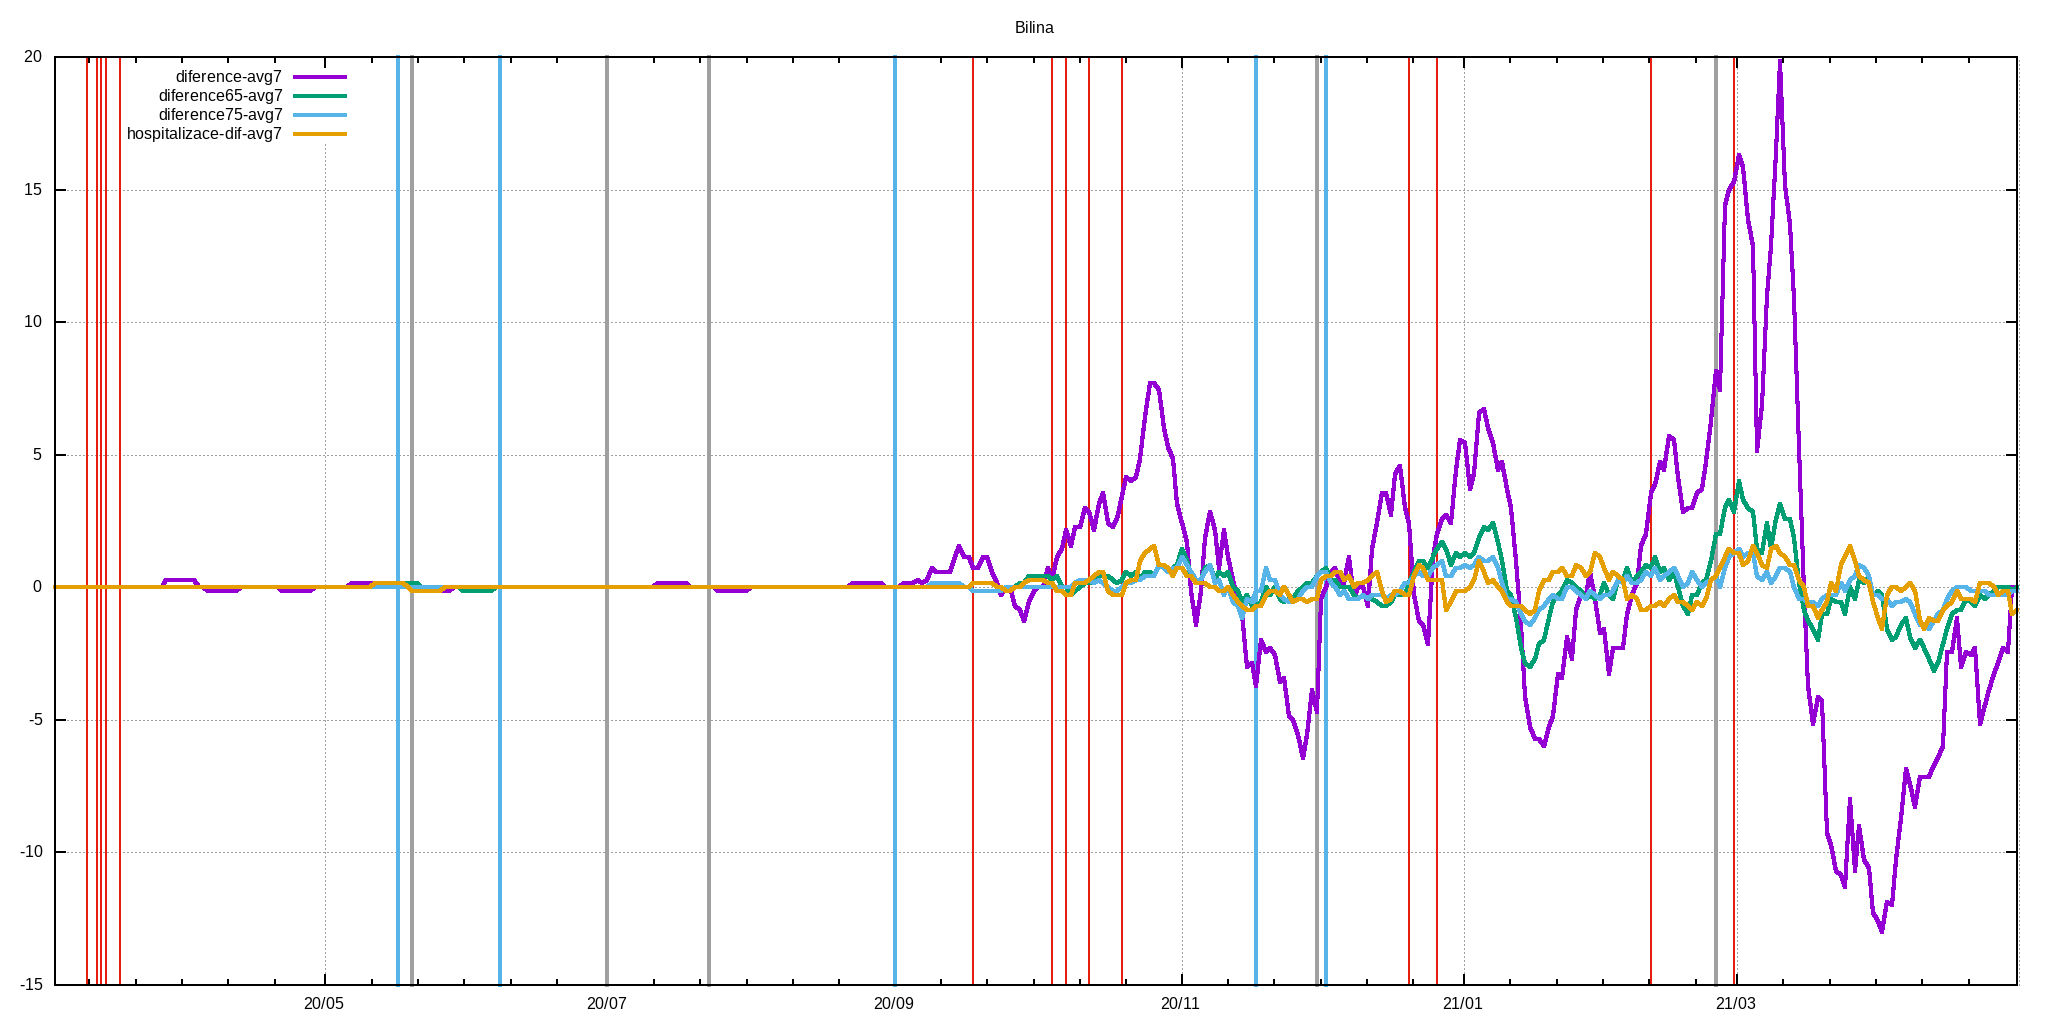 Bilina
20
diference-avg7
diference65-avg7
diference75-avg7
hospitalizace-dif-avg7
15
10
5
0
-5
-10
-15
20/05 20/07 20/09 20/11 21/01 21/03